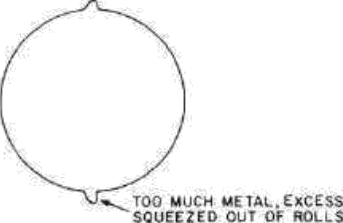 TOO MUCH METAL, EXCESS
SQUEEZED OUT OF ROLLS